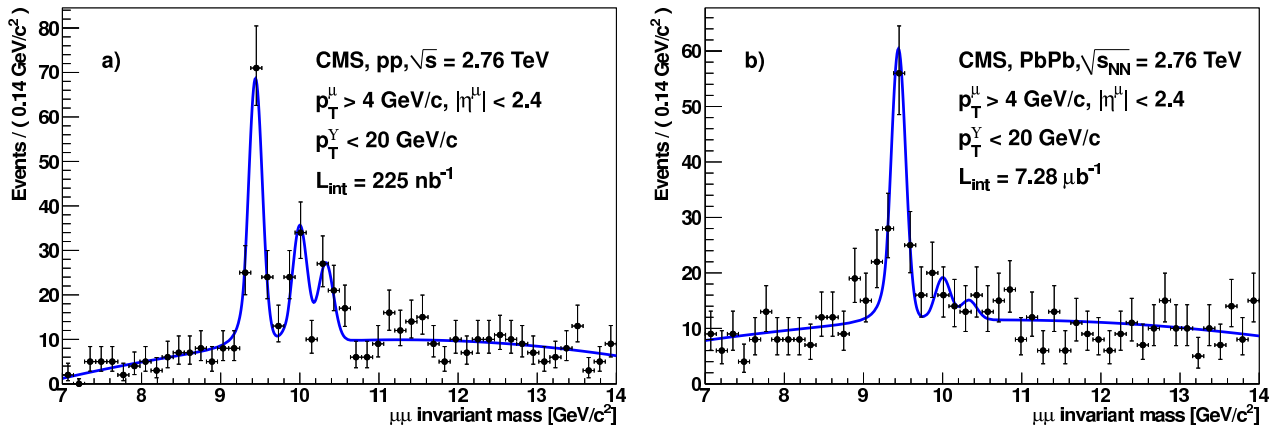 Events / ( 0.14 GeV/c²)
80
70
60
50
40
30
20
10
0
a)
CMS, pp, √s = 2.76 TeV
p_T^μ > 4 GeV/c, |η^μ| < 2.4
p_T^Υ < 20 GeV/c
L_int = 225 nb⁻¹
7 8 9 10 11 12 13 14
μμ invariant mass [GeV/c²]
Events / ( 0.14 GeV/c²)
60
50
40
30
20
10
0
b)
CMS, PbPb, √s_NN = 2.76 TeV
p_T^μ > 4 GeV/c, |η^μ| < 2.4
p_T^Υ < 20 GeV/c
L_int = 7.28 μb⁻¹
7 8 9 10 11 12 13 14
μμ invariant mass [GeV/c²]